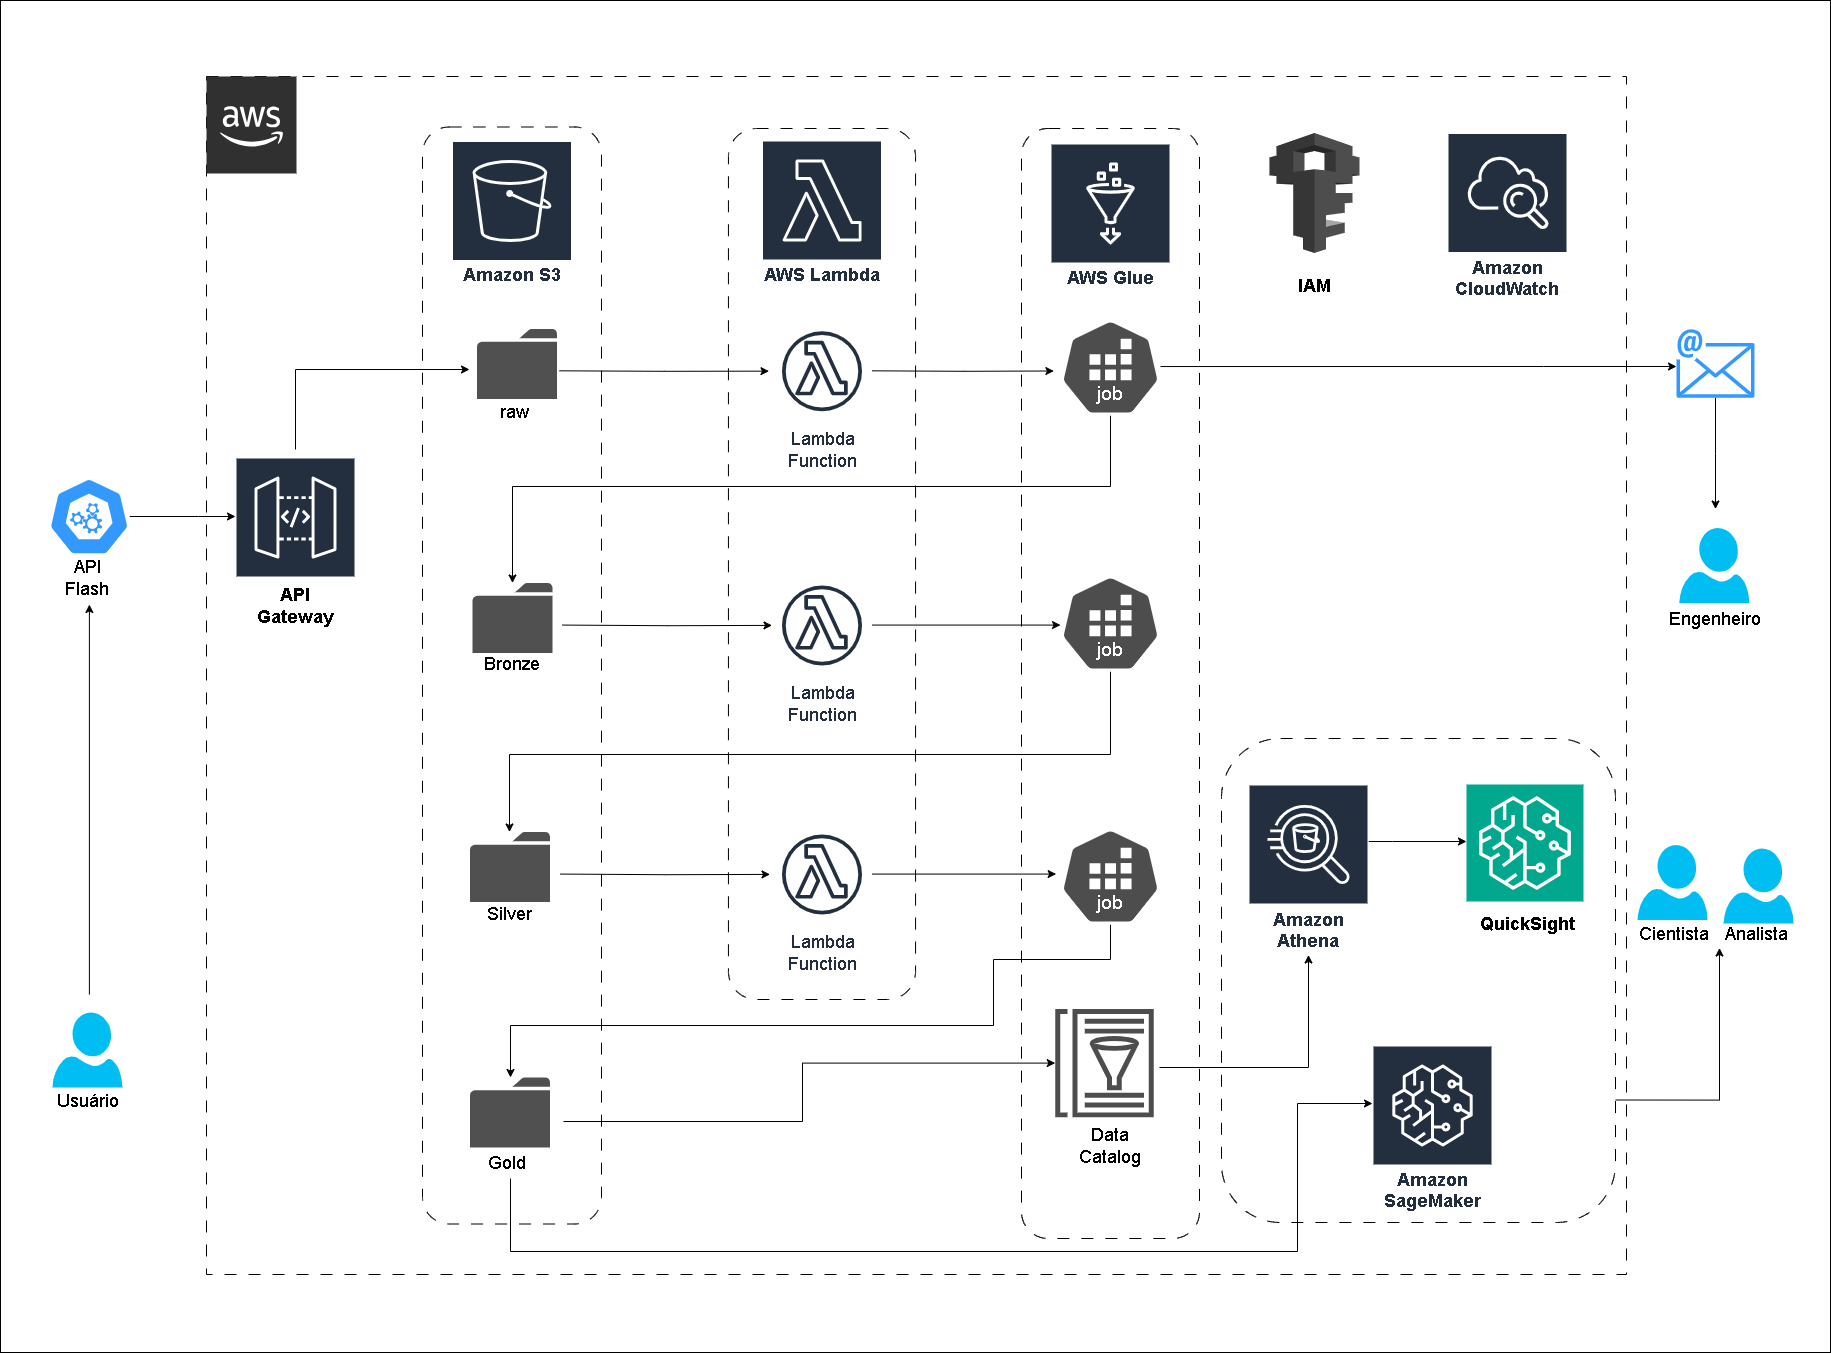 aws
Amazon S3
AWS Lambda
AWS Glue
IAM
Amazon
CloudWatch
@
raw
job
Lambda
Function
API
Flash
</>
API
Gateway
Engenheiro
Bronze
job
Lambda
Function
Silver
job
Lambda
Function
Amazon
Athena
QuickSight
Cientista
Analista
Usuário
Gold
Data
Catalog
Amazon
SageMaker